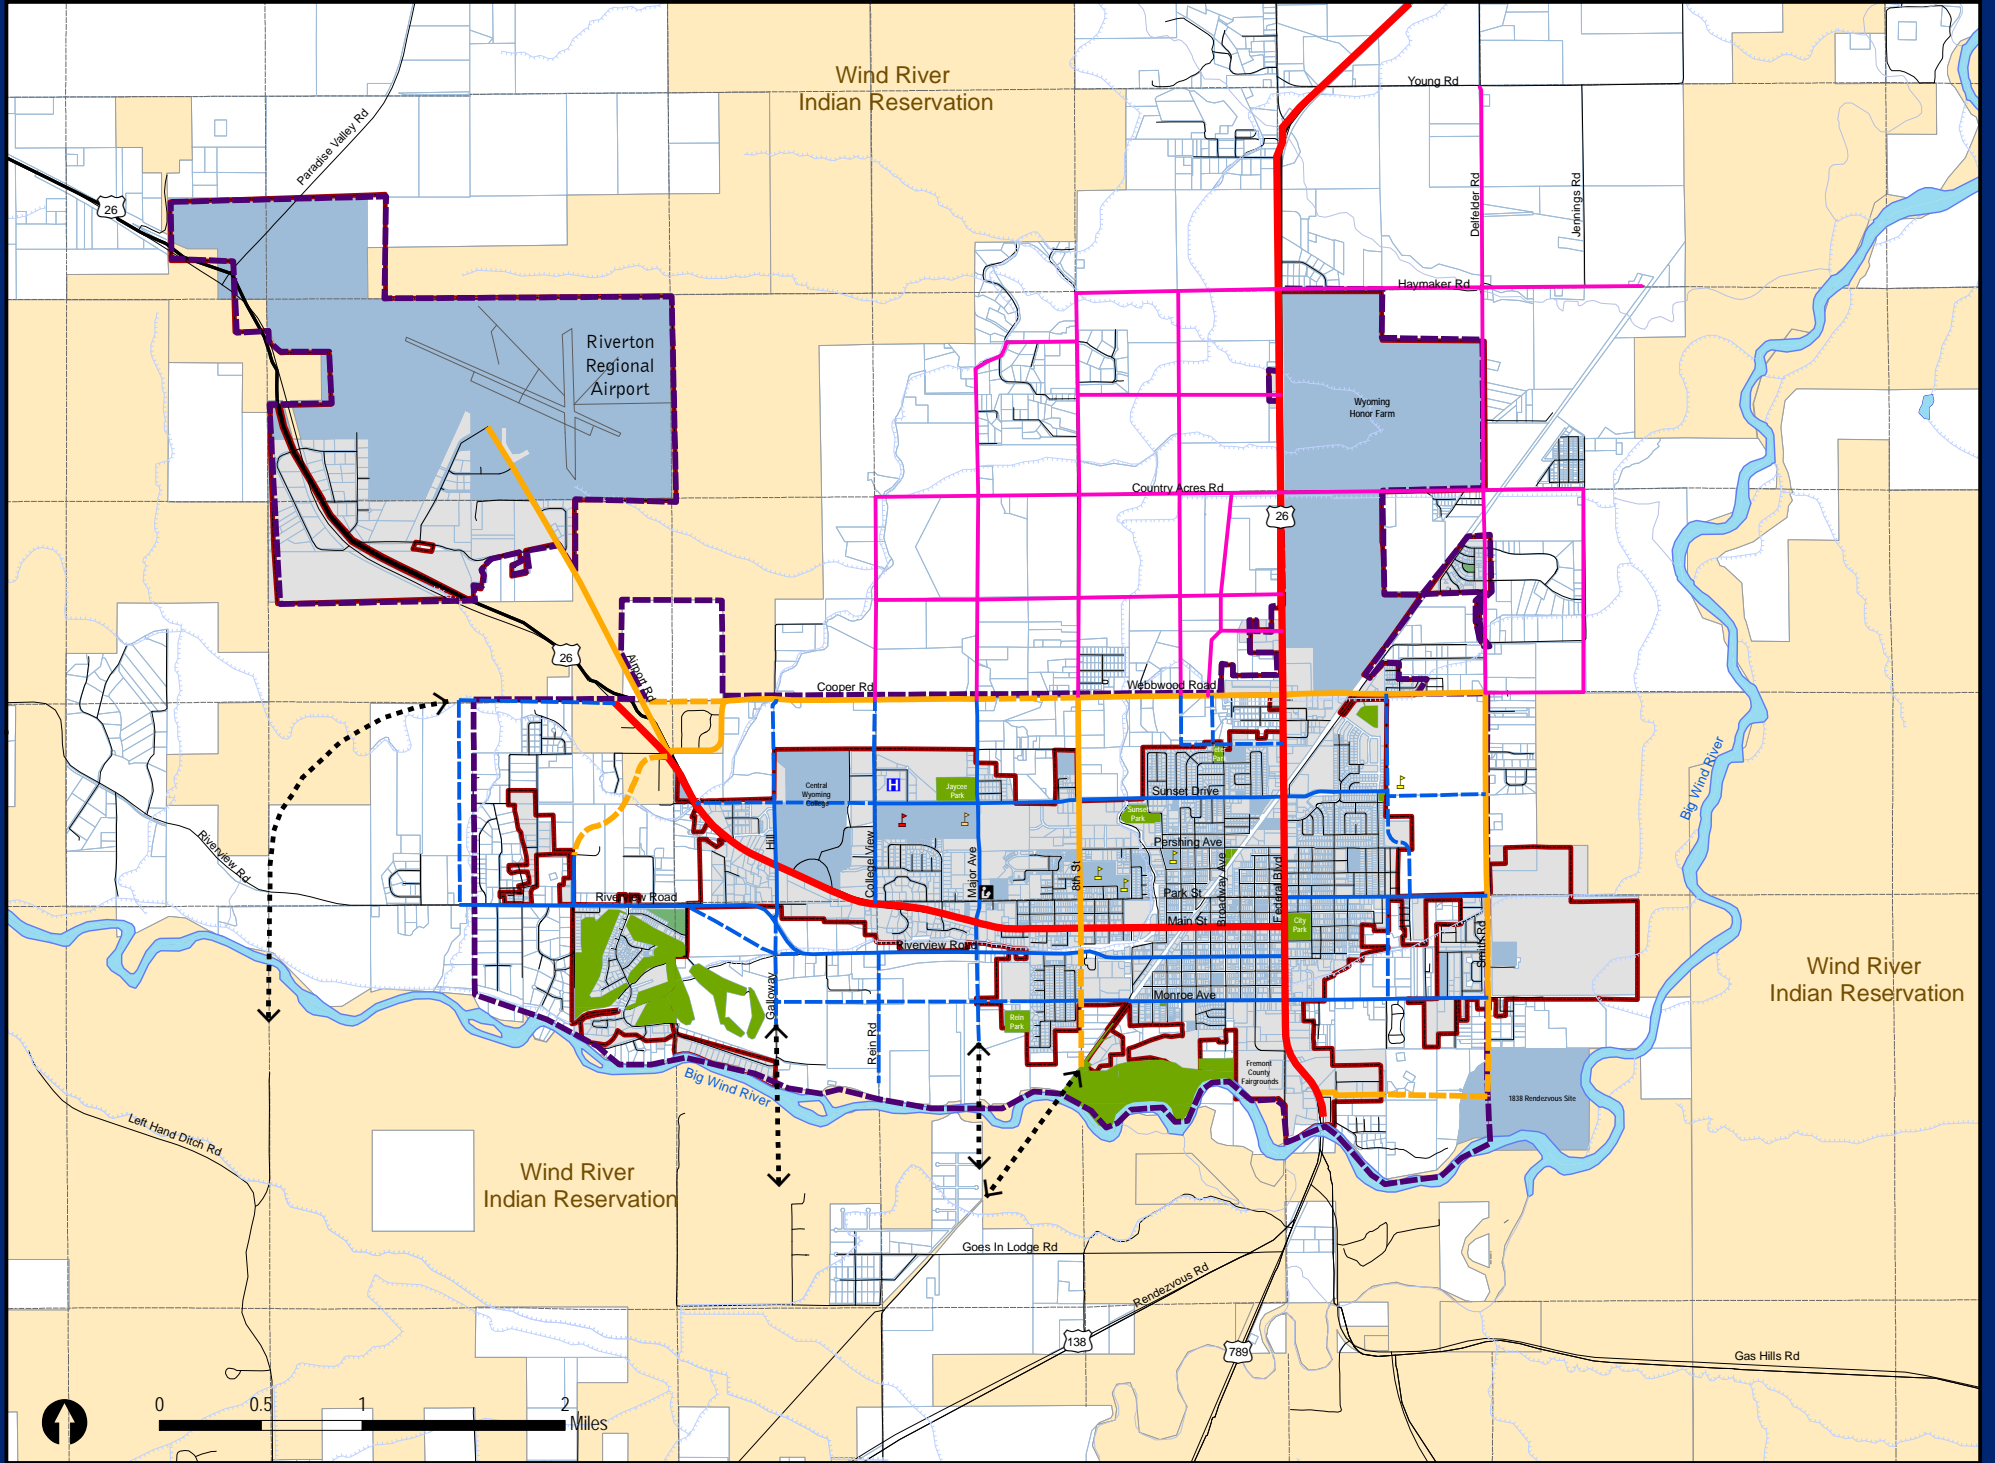 Wind River
Indian Reservation
Young Rd
Paradise Valley Rd
26
Delfelder Rd
Jennings Rd
Haymaker Rd
Riverton
Regional
Airport
Wyoming
Honor Farm
Country Acres Rd
26
26
Airport Rd
Cooper Rd
Webbwood Road
Big Wind River
Central
Wyoming
College
H
Jaycee
Park
Sunset Drive
Sunset
Park
Park
Riverview Rd
Hill
College View
Major Ave
8th St
Pershing Ave
Broadway Ave
Federal Blvd
Park St
Main St
City
Park
Riverview Road
Riverview Road
Smith Rd
Wind River
Indian Reservation
Galloway
Monroe Ave
Rein
Park
Rein Rd
Fremont
County
Fairgrounds
1838 Rendezvous Site
Big Wind River
Left Hand Ditch Rd
Wind River
Indian Reservation
Goes In Lodge Rd
Rendezvous Rd
138
789
Gas Hills Rd
0
0.5
1
2
Miles